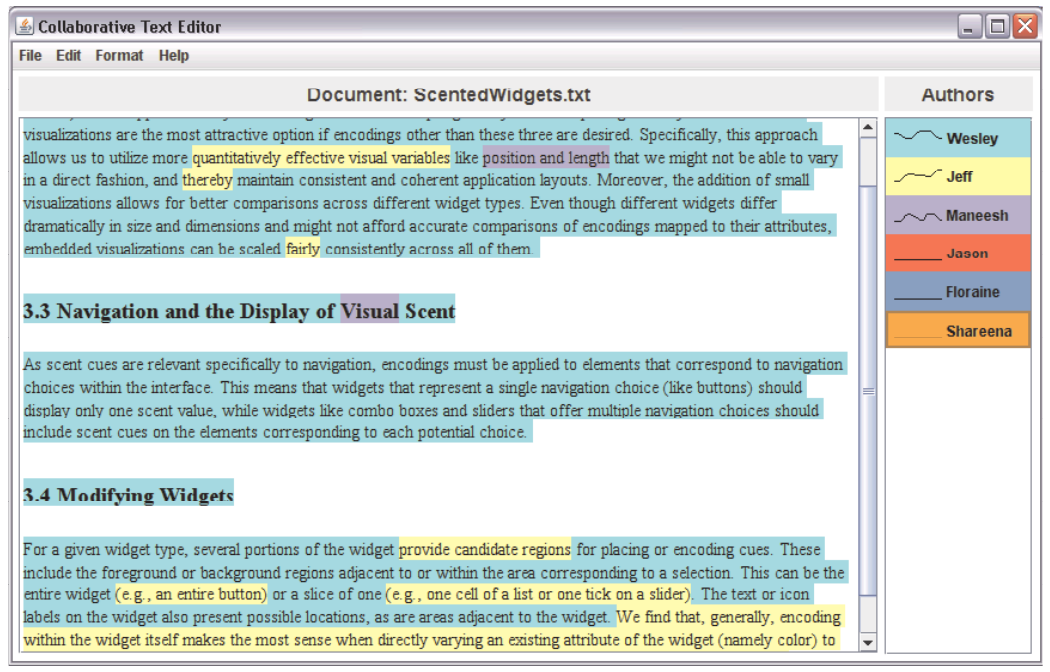 Collaborative Text Editor
File Edit Format Help
Document: ScentedWidgets.txt
Authors
visualizations are the most attractive option if encodings other than these three are desired. Specifically, this approach
allows us to utilize more quantitatively effective visual variables like position and length that we might not be able to vary
in a direct fashion, and thereby maintain consistent and coherent application layouts. Moreover, the addition of small
visualizations allows for better comparisons across different widget types. Even though different widgets differ
dramatically in size and dimensions and might not afford accurate comparisons of encodings mapped to their attributes,
embedded visualizations can be scaled fairly consistently across all of them.
3.3 Navigation and the Display of Visual Scent
As scent cues are relevant specifically to navigation, encodings must be applied to elements that correspond to navigation
choices within the interface. This means that widgets that represent a single navigation choice (like buttons) should
display only one scent value, while widgets like combo boxes and sliders that offer multiple navigation choices should
include scent cues on the elements corresponding to each potential choice.
3.4 Modifying Widgets
For a given widget type, several portions of the widget provide candidate regions for placing or encoding cues. These
include the foreground or background regions adjacent to or within the area corresponding to a selection. This can be the
entire widget (e.g., an entire button) or a slice of one (e.g., one cell of a list or one tick on a slider). The text or icon
labels on the widget also present possible locations, as are areas adjacent to the widget. We find that, generally, encoding
within the widget itself makes the most sense when directly varying an existing attribute of the widget (namely color) to
Wesley
Jeff
Maneesh
Jason
Floraine
Shareena